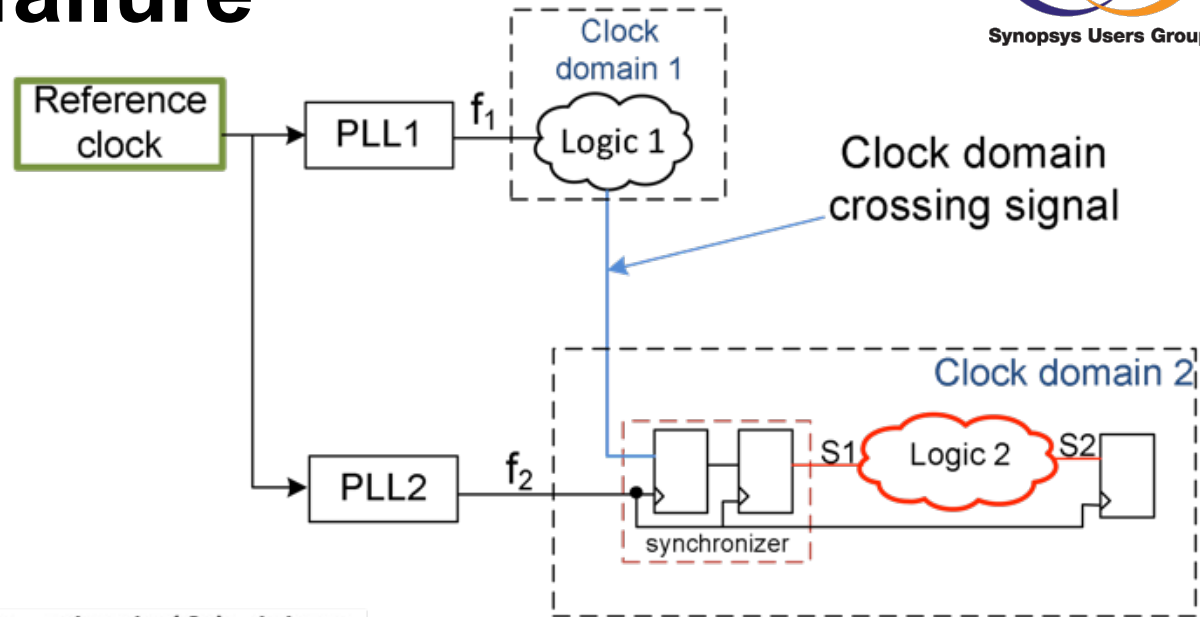 failure
Synopsys Users Group
Reference
clock
PLL1
f₁
Clock
domain 1
Logic 1
Clock domain
crossing signal
Clock domain 2
PLL2
f₂
S1
Logic 2
S2
synchronizer